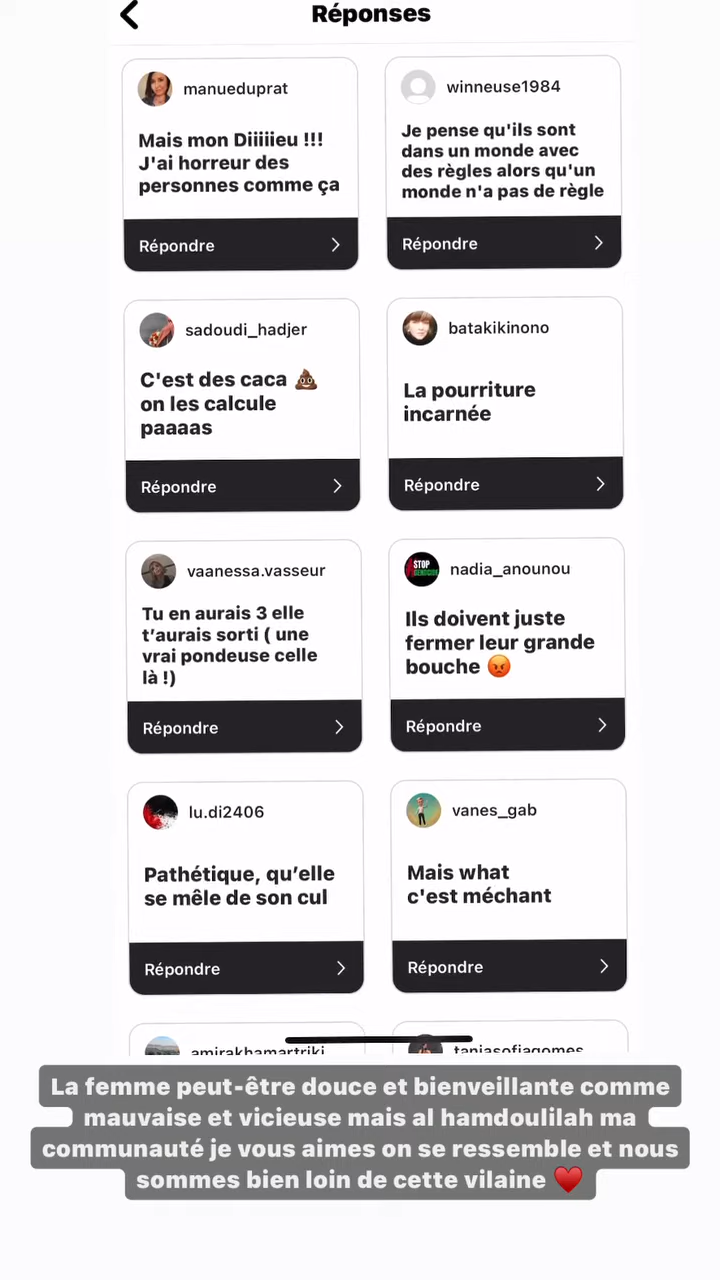 Réponses
manueduprat
Mais mon Diiiiieu !!!
J'ai horreur des
personnes comme ça
Répondre
winneuse1984
Je pense qu'ils sont
dans un monde avec
des règles alors qu'un
monde n'a pas de règle
Répondre
sadoudi_hadjer
C'est des caca 💩
on les calcule
paaaas
Répondre
batakikinono
La pourriture
incarnée
Répondre
vaanessa.vasseur
Tu en aurais 3 elle
t’aurais sorti ( une
vrai pondeuse celle
là !)
Répondre
STOP
GENOCIDE
nadia_anounou
Ils doivent juste
fermer leur grande
bouche 😡
Répondre
lu.di2406
Pathétique, qu’elle
se mêle de son cul
Répondre
vanes_gab
Mais what
c'est méchant
Répondre
amirakhamartriki
taniasofiagomes
La femme peut-être douce et bienveillante comme
mauvaise et vicieuse mais al hamdoulilah ma
communauté je vous aimes on se ressemble et nous
sommes bien loin de cette vilaine ♥️